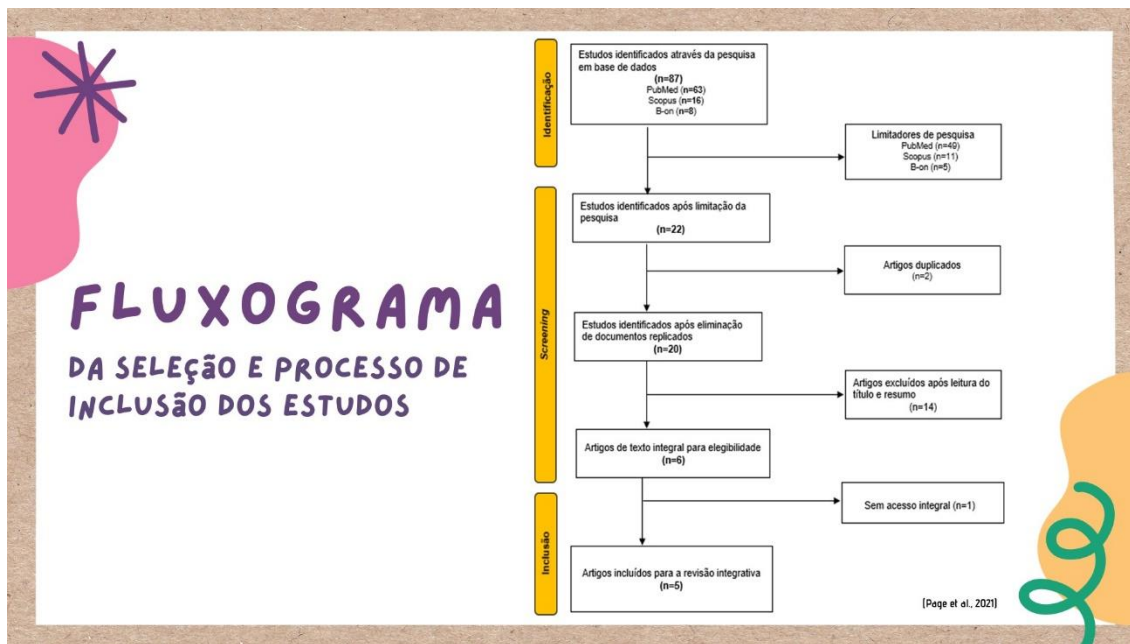 FLUXOGRAMA
DA SELEÇÃO E PROCESSO DE
INCLUSÃO DOS ESTUDOS
Identificação
Estudos identificados através da pesquisa
em base de dados
(n=87)
PubMed (n=63)
Scopus (n=16)
B-on (n=8)
Limitadores de pesquisa
PubMed (n=49)
Scopus (n=11)
B-on (n=5)
Screening
Estudos identificados após limitação da
pesquisa
(n=22)
Artigos duplicados
(n=2)
Estudos identificados após eliminação
de documentos replicados
(n=20)
Artigos excluídos após leitura do
título e resumo
(n=14)
Artigos de texto integral para elegibilidade
(n=6)
Inclusão
Sem acesso integral (n=1)
Artigos incluídos para a revisão integrativa
(n=5)
(Page et al., 2021)